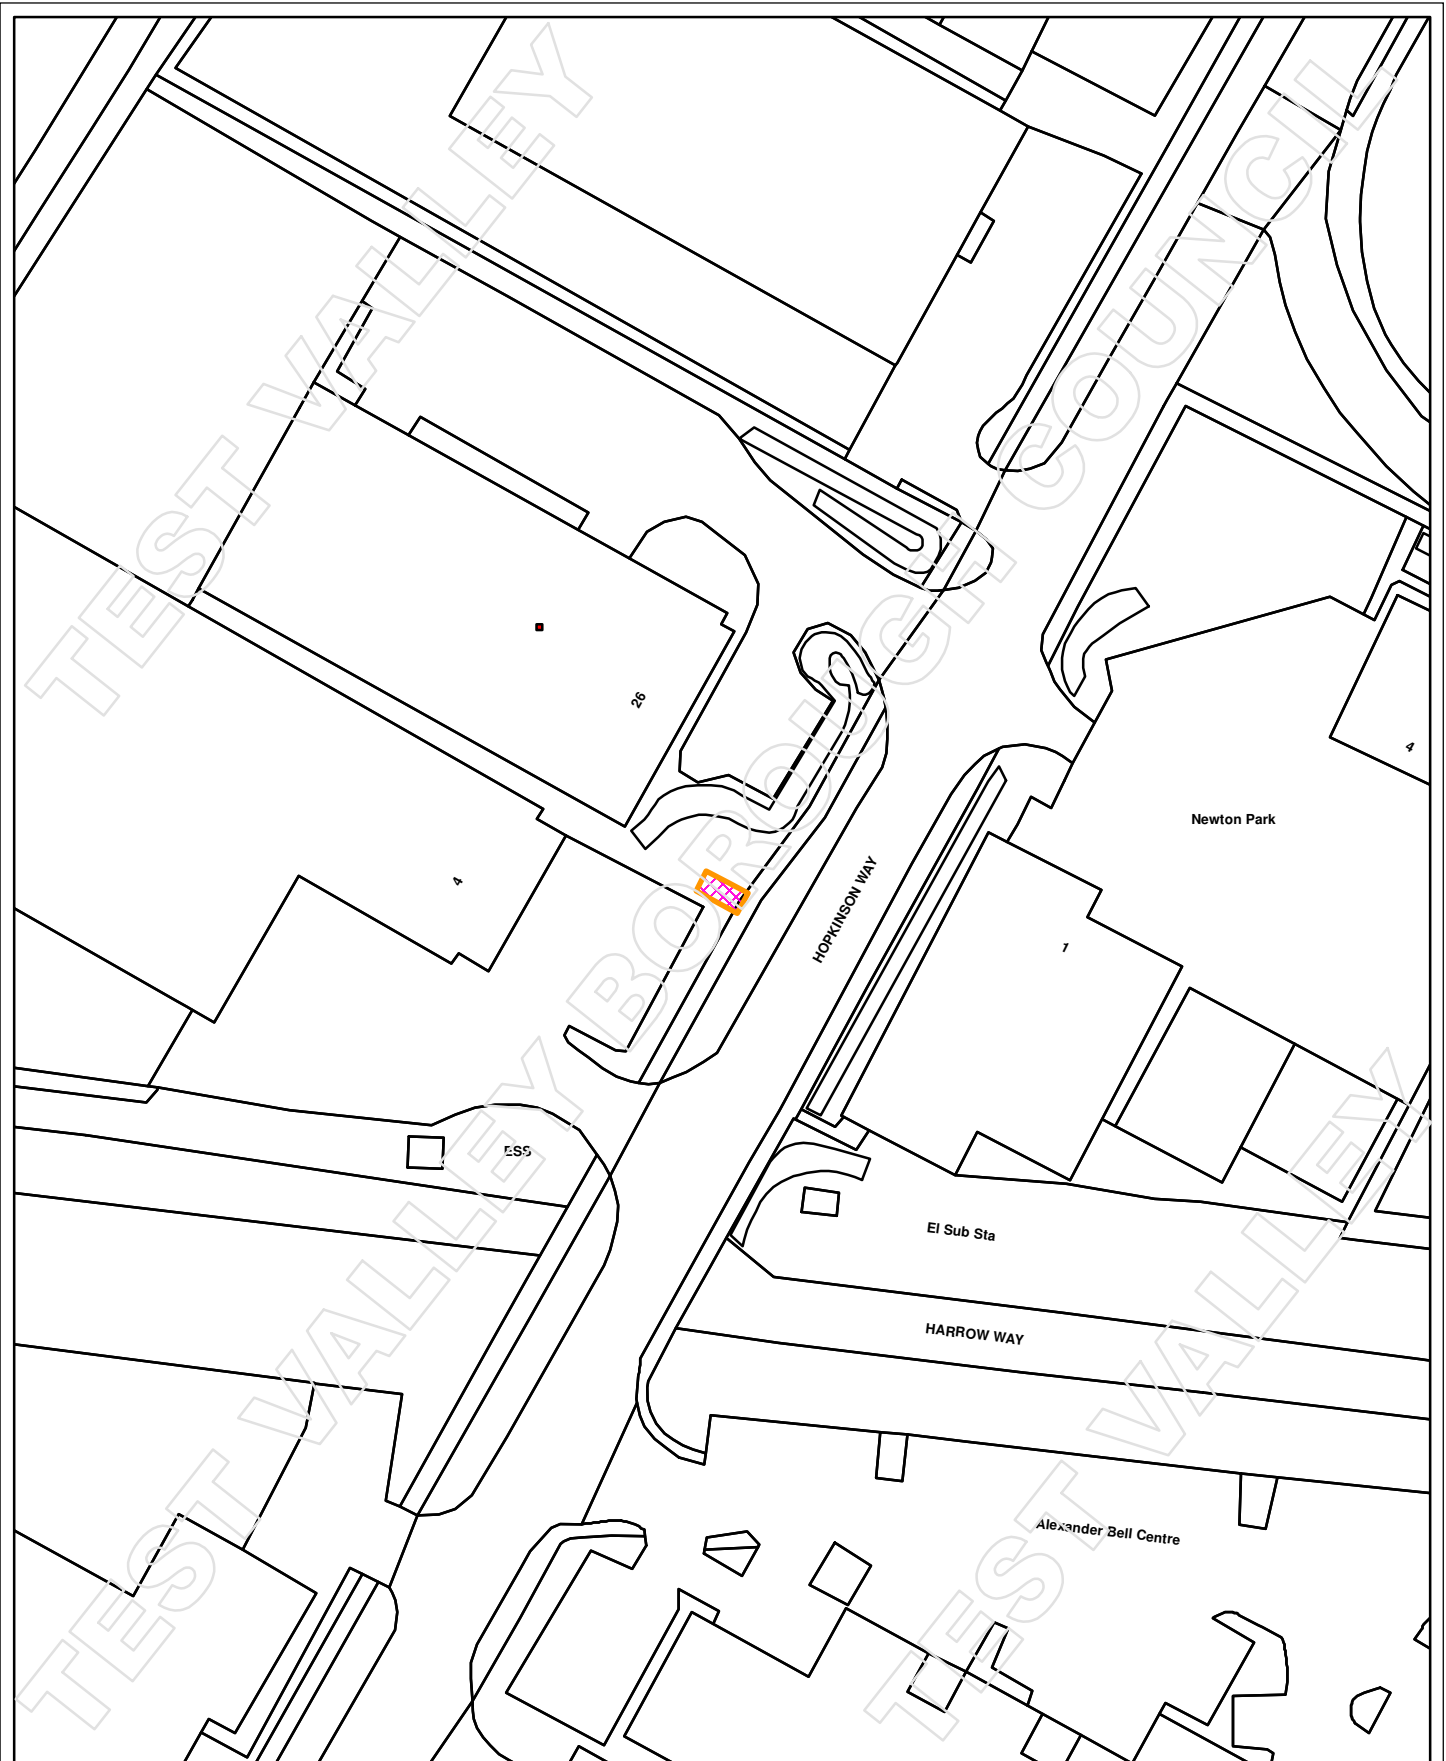 TEST VALLEY BOROUGH COUNCIL
26
4
Newton Park
4
HOPKINSON WAY
1
ESS
El Sub Sta
HARROW WAY
Alexander Bell Centre
TEST VALLEY
TEST VALLEY
TEST VALLEY